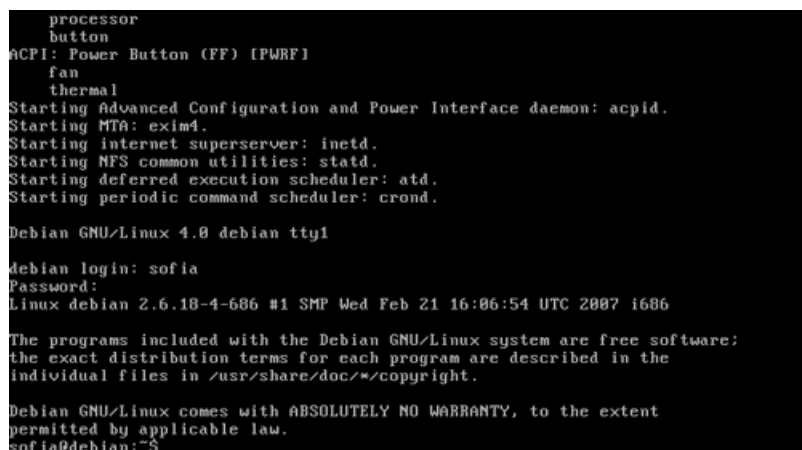 processor
button
ACPI: Power Button (FF) [PWRF]
fan
thermal
Starting Advanced Configuration and Power Interface daemon: acpid.
Starting MTA: exim4.
Starting internet superserver: inetd.
Starting NFS common utilities: statd.
Starting deferred execution scheduler: atd.
Starting periodic command scheduler: crond.
Debian GNU/Linux 4.0 debian tty1
debian login: sofia
Password:
Linux debian 2.6.18-4-686 #1 SMP Wed Feb 21 16:06:54 UTC 2007 i686
The programs included with the Debian GNU/Linux system are free software;
the exact distribution terms for each program are described in the
individual files in /usr/share/doc/*/copyright.
Debian GNU/Linux comes with ABSOLUTELY NO WARRANTY, to the extent
permitted by applicable law.
sofia@debian:~$